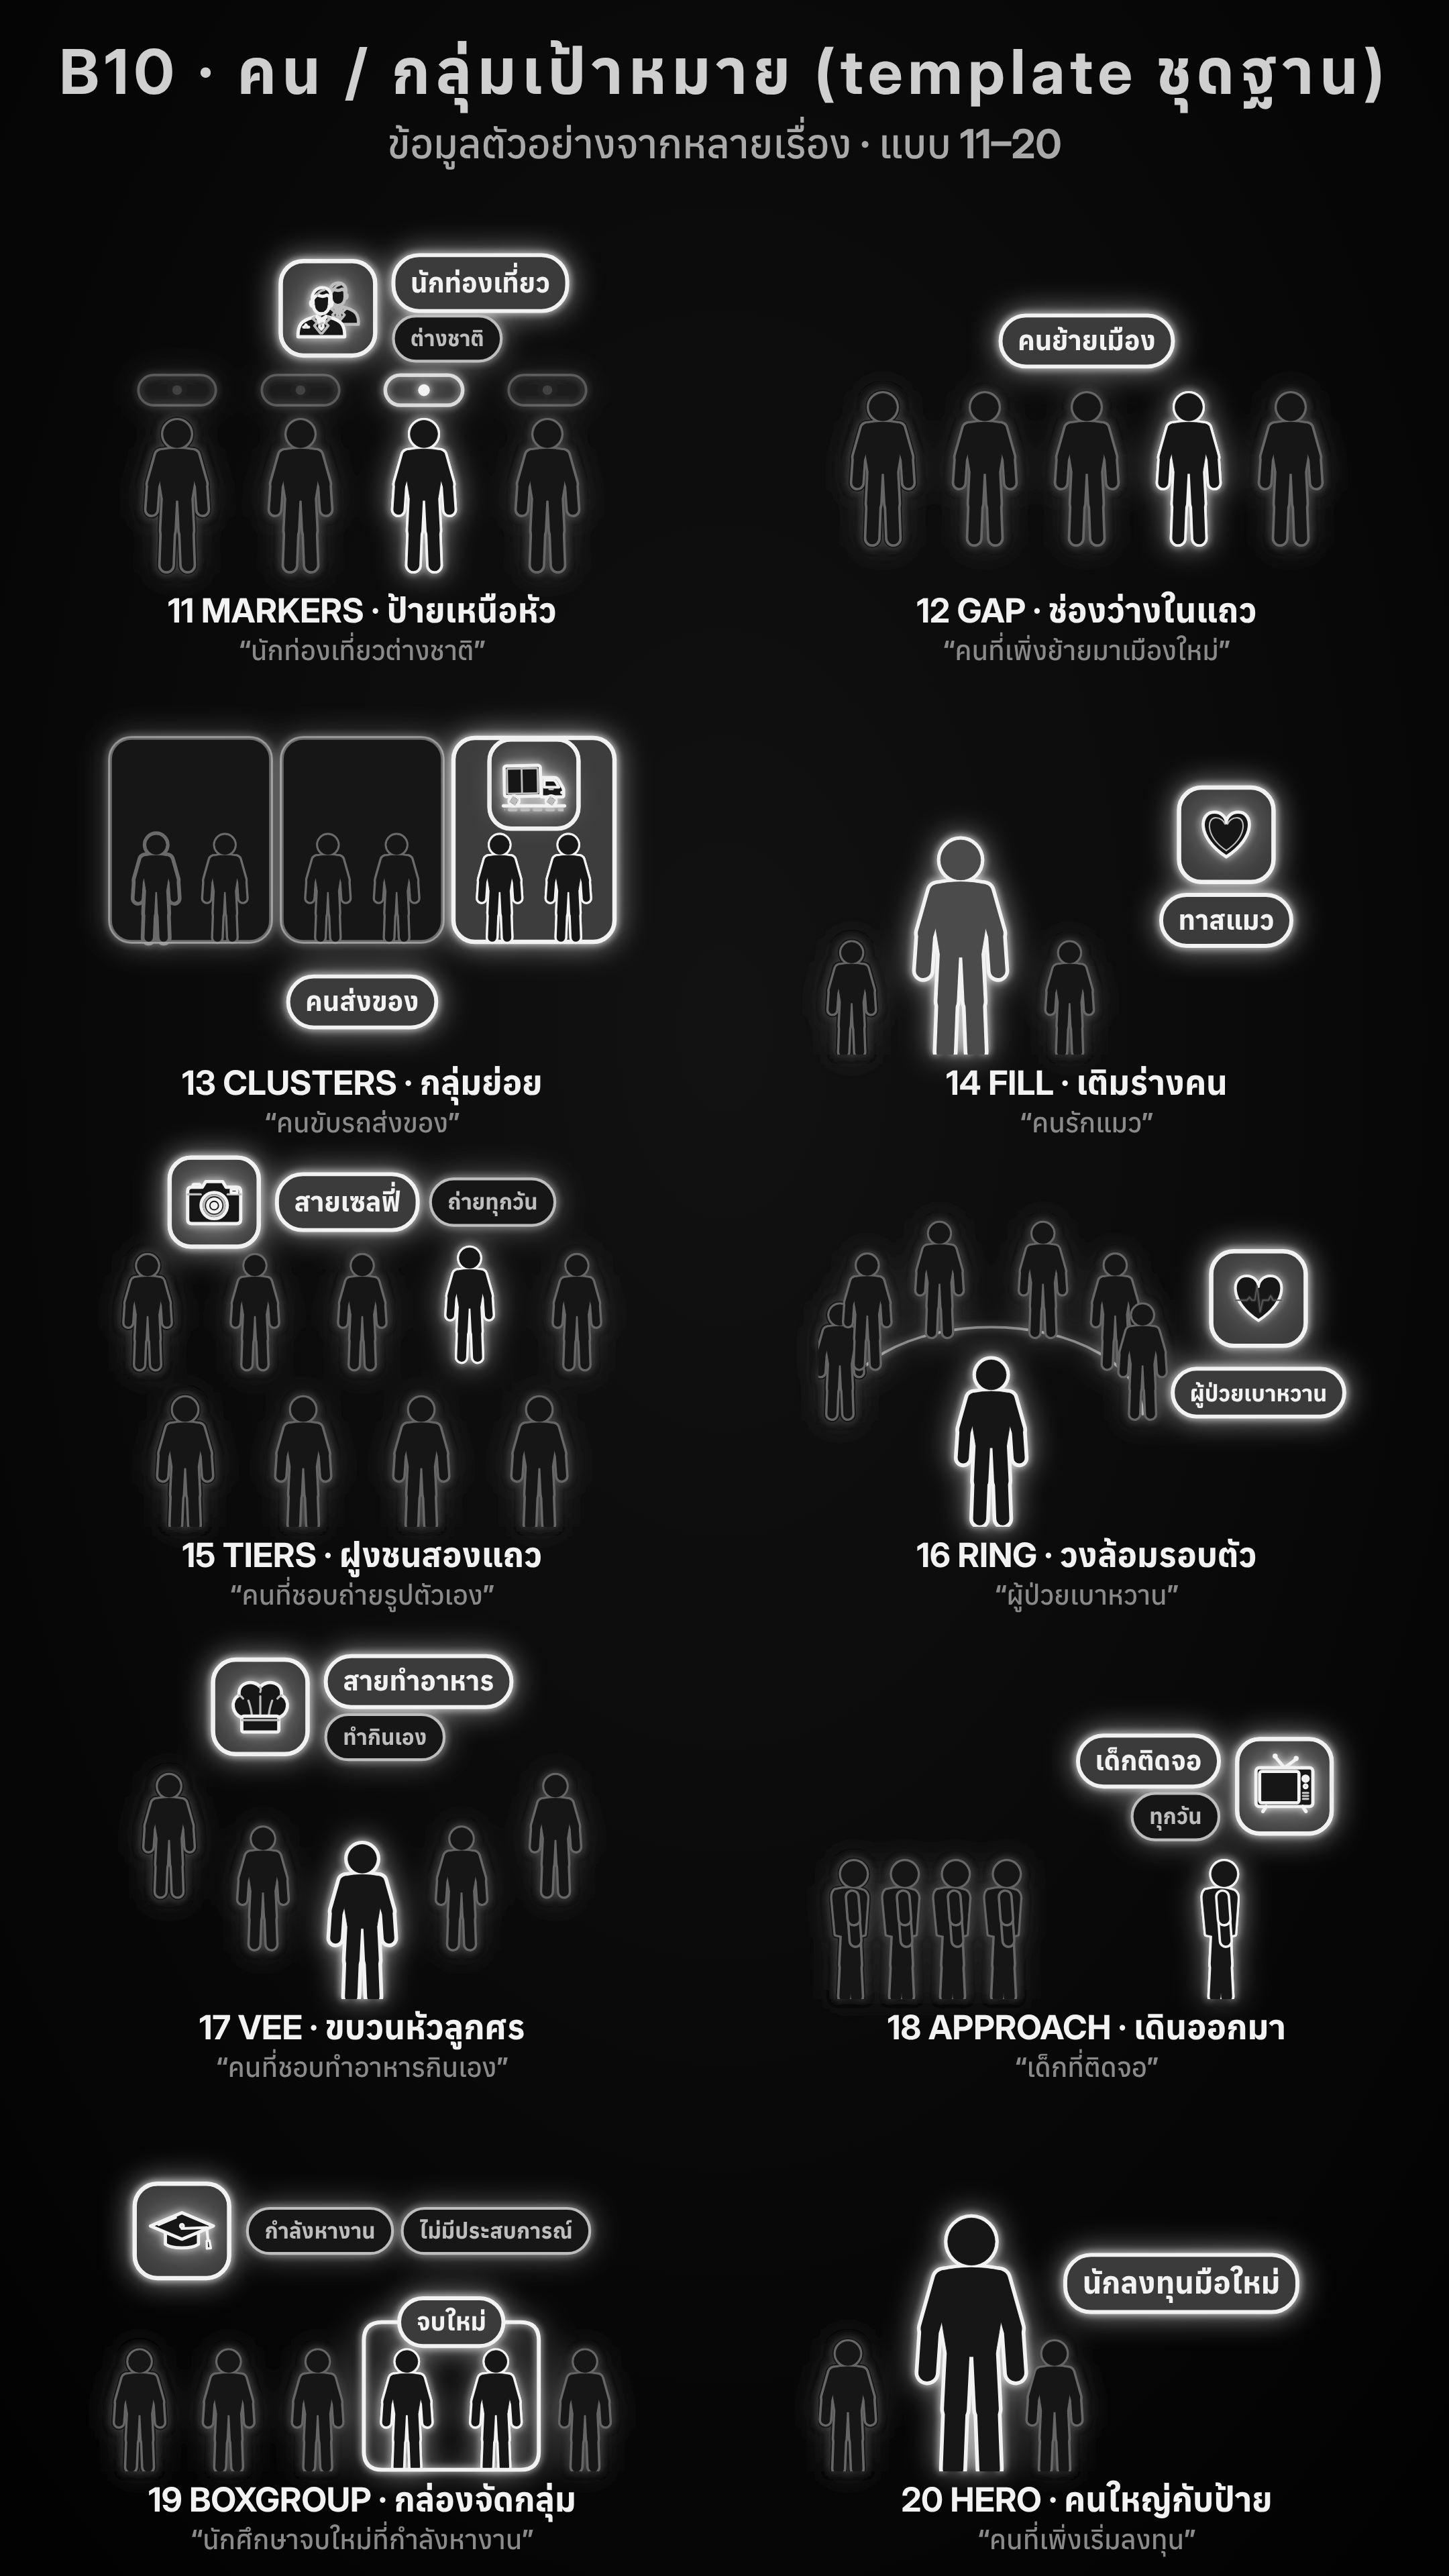 B10 · คน / กลุ่มเป้าหมาย (template ชุดฐาน)
ข้อมูลตัวอย่างจากหลายเรื่อง · แบบ 11–20
นักท่องเที่ยว
ต่างชาติ
11 MARKERS · ป้ายเหนือหัว
“นักท่องเที่ยวต่างชาติ”
คนย้ายเมือง
12 GAP · ช่องว่างในแถว
“คนที่เพิ่งย้ายมาเมืองใหม่”
คนส่งของ
13 CLUSTERS · กลุ่มย่อย
“คนขับรถส่งของ”
ทาสแมว
14 FILL · เติมร่างคน
“คนรักแมว”
สายเซลฟี่
ถ่ายทุกวัน
15 TIERS · ฝูงชนสองแถว
“คนที่ชอบถ่ายรูปตัวเอง”
ผู้ป่วยเบาหวาน
16 RING · วงล้อมรอบตัว
“ผู้ป่วยเบาหวาน”
สายทำอาหาร
ทำกินเอง
17 VEE · ขบวนหัวลูกศร
“คนที่ชอบทำอาหารกินเอง”
เด็กติดจอ
ทุกวัน
18 APPROACH · เดินออกมา
“เด็กที่ติดจอ”
กำลังหางาน
ไม่มีประสบการณ์
จบใหม่
19 BOXGROUP · กล่องจัดกลุ่ม
“นักศึกษาจบใหม่ที่กำลังหางาน”
นักลงทุนมือใหม่
20 HERO · คนใหญ่กับป้าย
“คนที่เพิ่งเริ่มลงทุน”